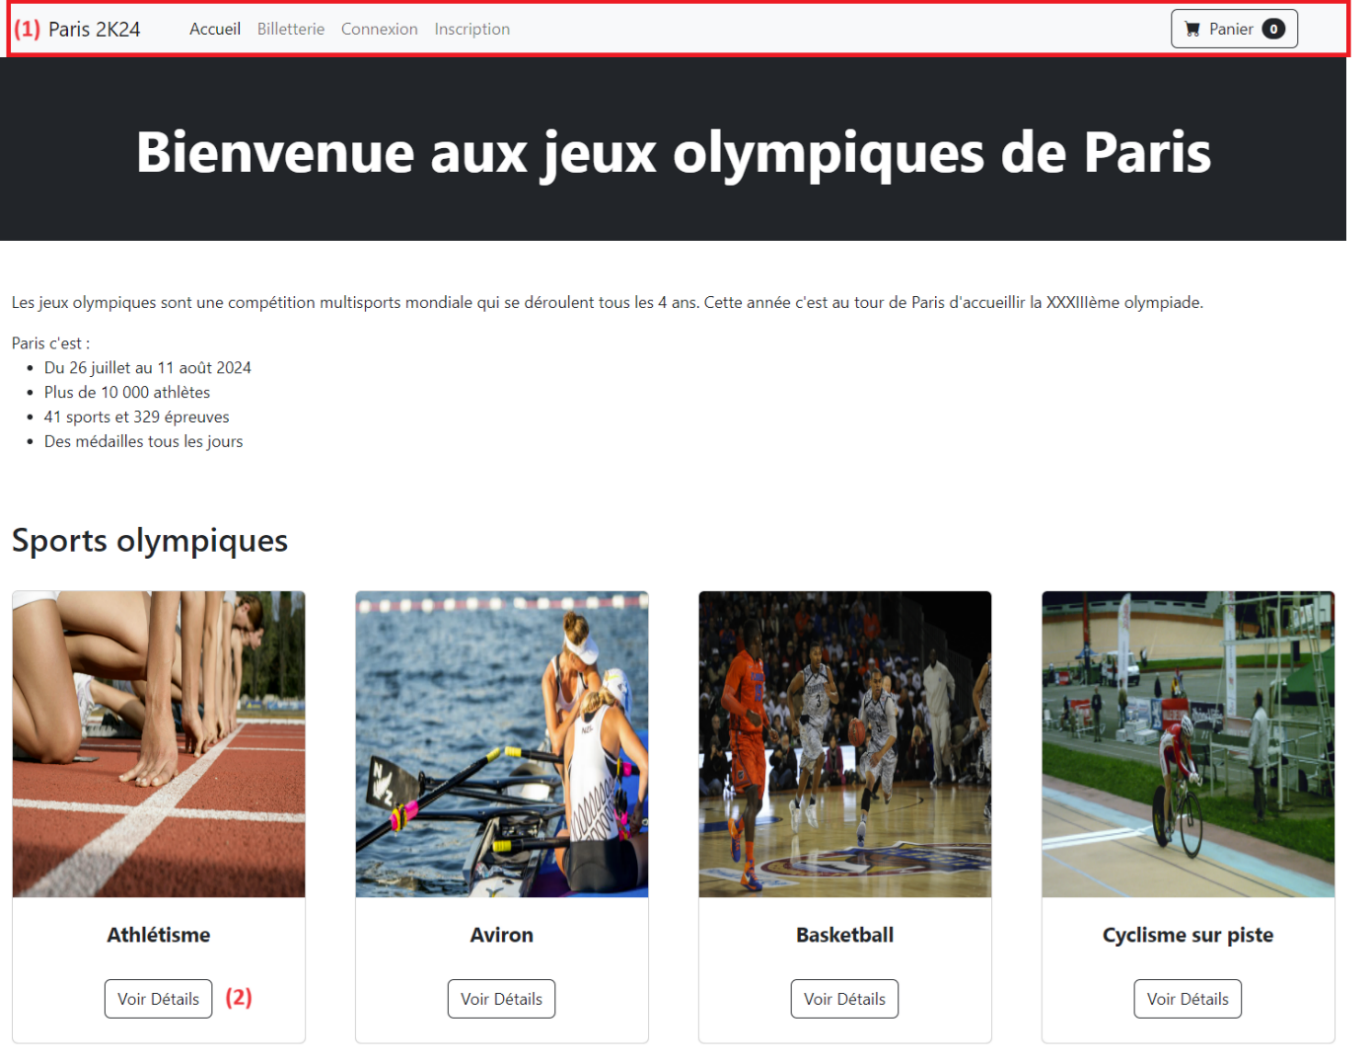 (1) Paris 2K24 Accueil Billetterie Connexion Inscription Panier 0
Bienvenue aux jeux olympiques de Paris
Les jeux olympiques sont une compétition multisports mondiale qui se déroulent tous les 4 ans. Cette année c'est au tour de Paris d'accueillir la XXXIIIème olympiade.
Paris c'est :
• Du 26 juillet au 11 août 2024
• Plus de 10 000 athlètes
• 41 sports et 329 épreuves
• Des médailles tous les jours
Sports olympiques
Athlétisme Aviron Basketball Cyclisme sur piste
Voir Détails (2) Voir Détails Voir Détails Voir Détails